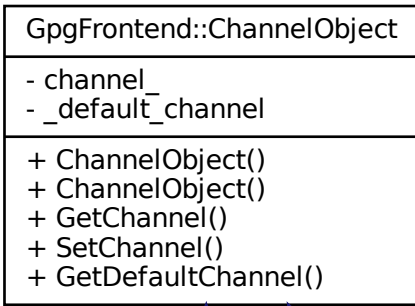 GpgFrontend::ChannelObject
- channel_
- _default_channel
+ ChannelObject()
+ ChannelObject()
+ GetChannel()
+ SetChannel()
+ GetDefaultChannel()